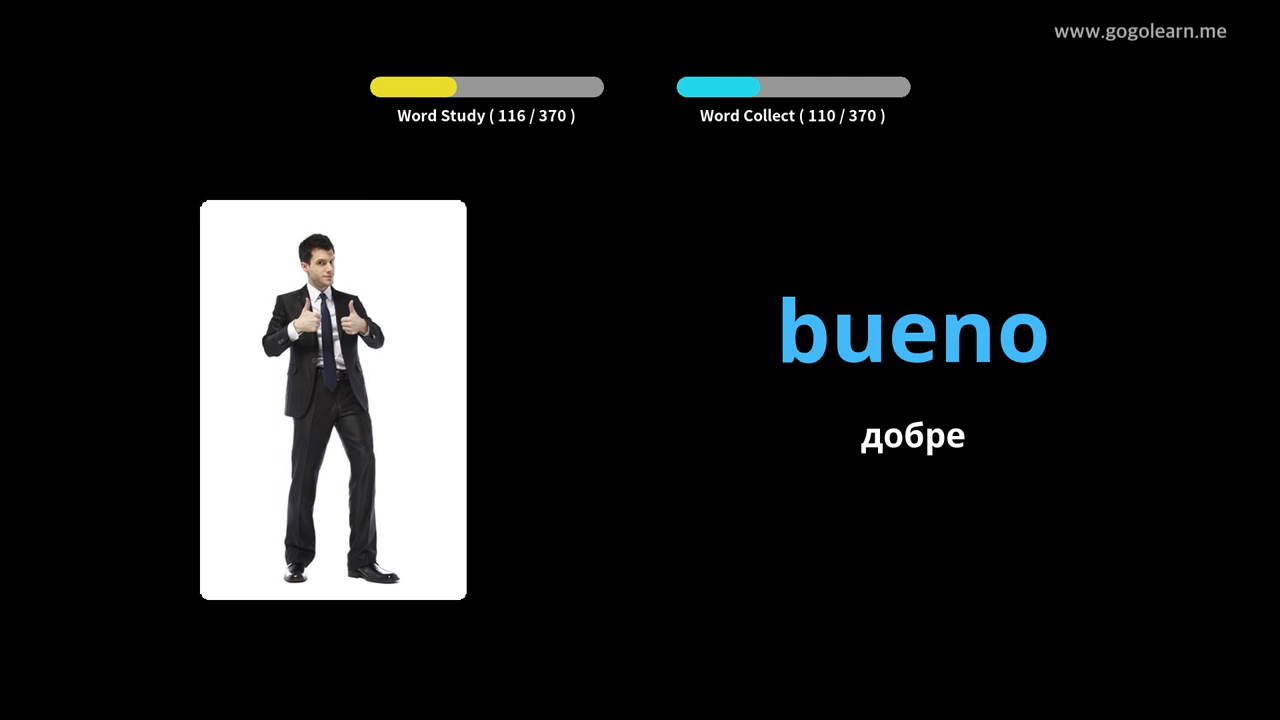 www.gogolearn.me
Word Study ( 116 / 370 )
Word Collect ( 110 / 370 )
bueno
добре